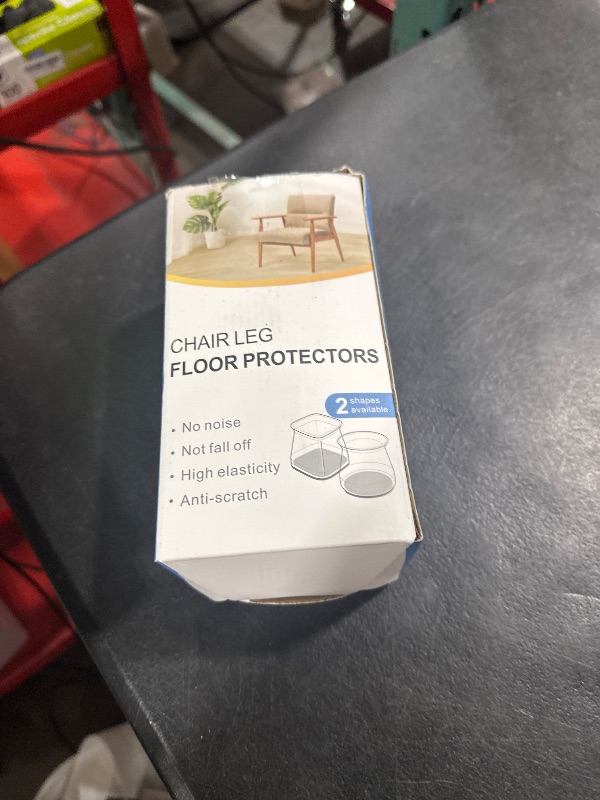 CHAIR LEG
FLOOR PROTECTORS
2 shapes
available
• No noise
• Not fall off
• High elasticity
• Anti-scratch